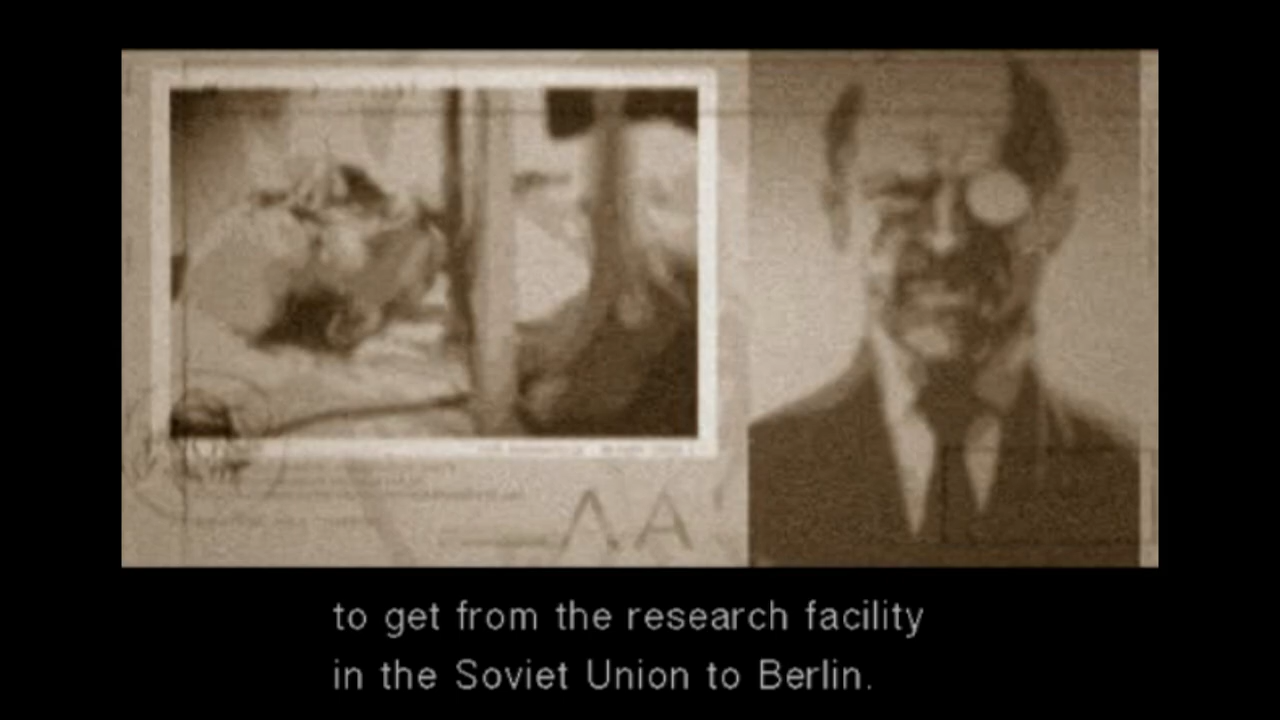 A.A
to get from the research facility
in the Soviet Union to Berlin.